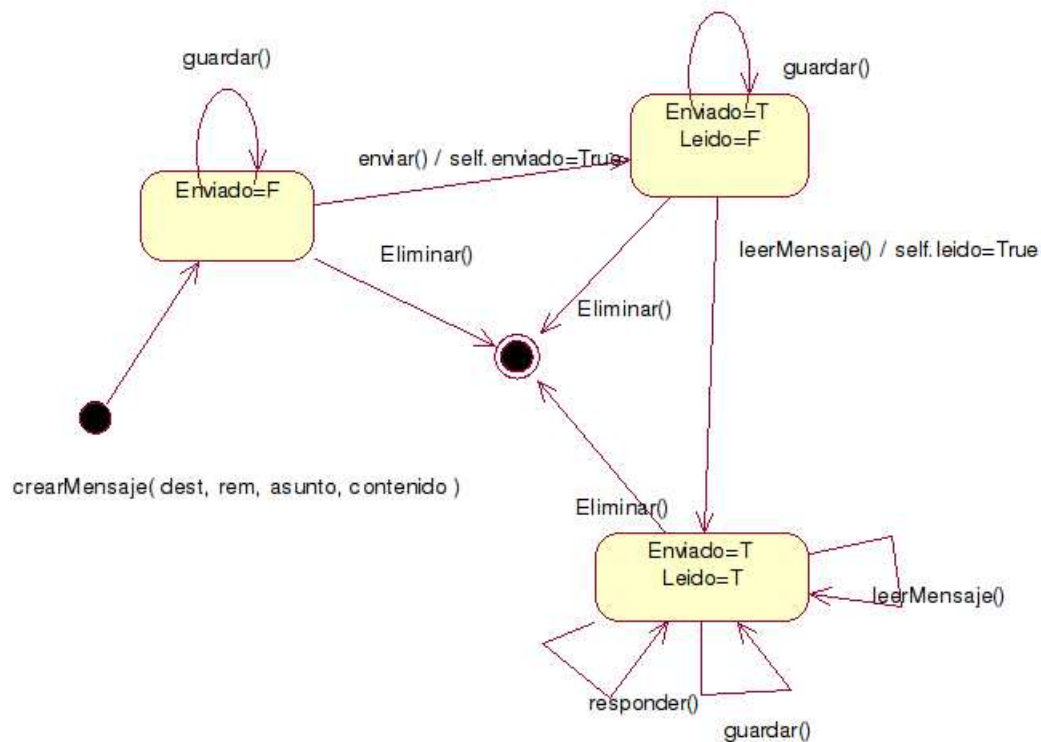 guardar()
guardar()
Enviado=T
Leido=F
enviar() / self.enviado=True
Enviado=F
leerMensaje() / self.leido=True
Eliminar()
Eliminar()
crearMensaje( dest, rem, asunto, contenido )
Eliminar()
Enviado=T
Leido=T
leerMensaje()
responder()
guardar()